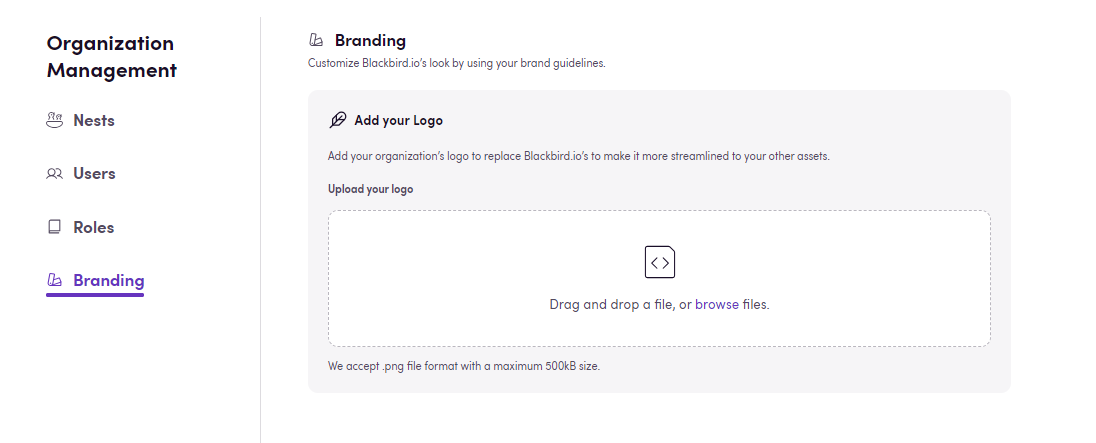 Organization
Management
Nests
Users
Roles
Branding
Branding
Customize Blackbird.io's look by using your brand guidelines.
Add your Logo
Add your organization's logo to replace Blackbird.io's to make it more streamlined to your other assets.
Upload your logo
Drag and drop a file, or browse files.
We accept .png file format with a maximum 500kB size.